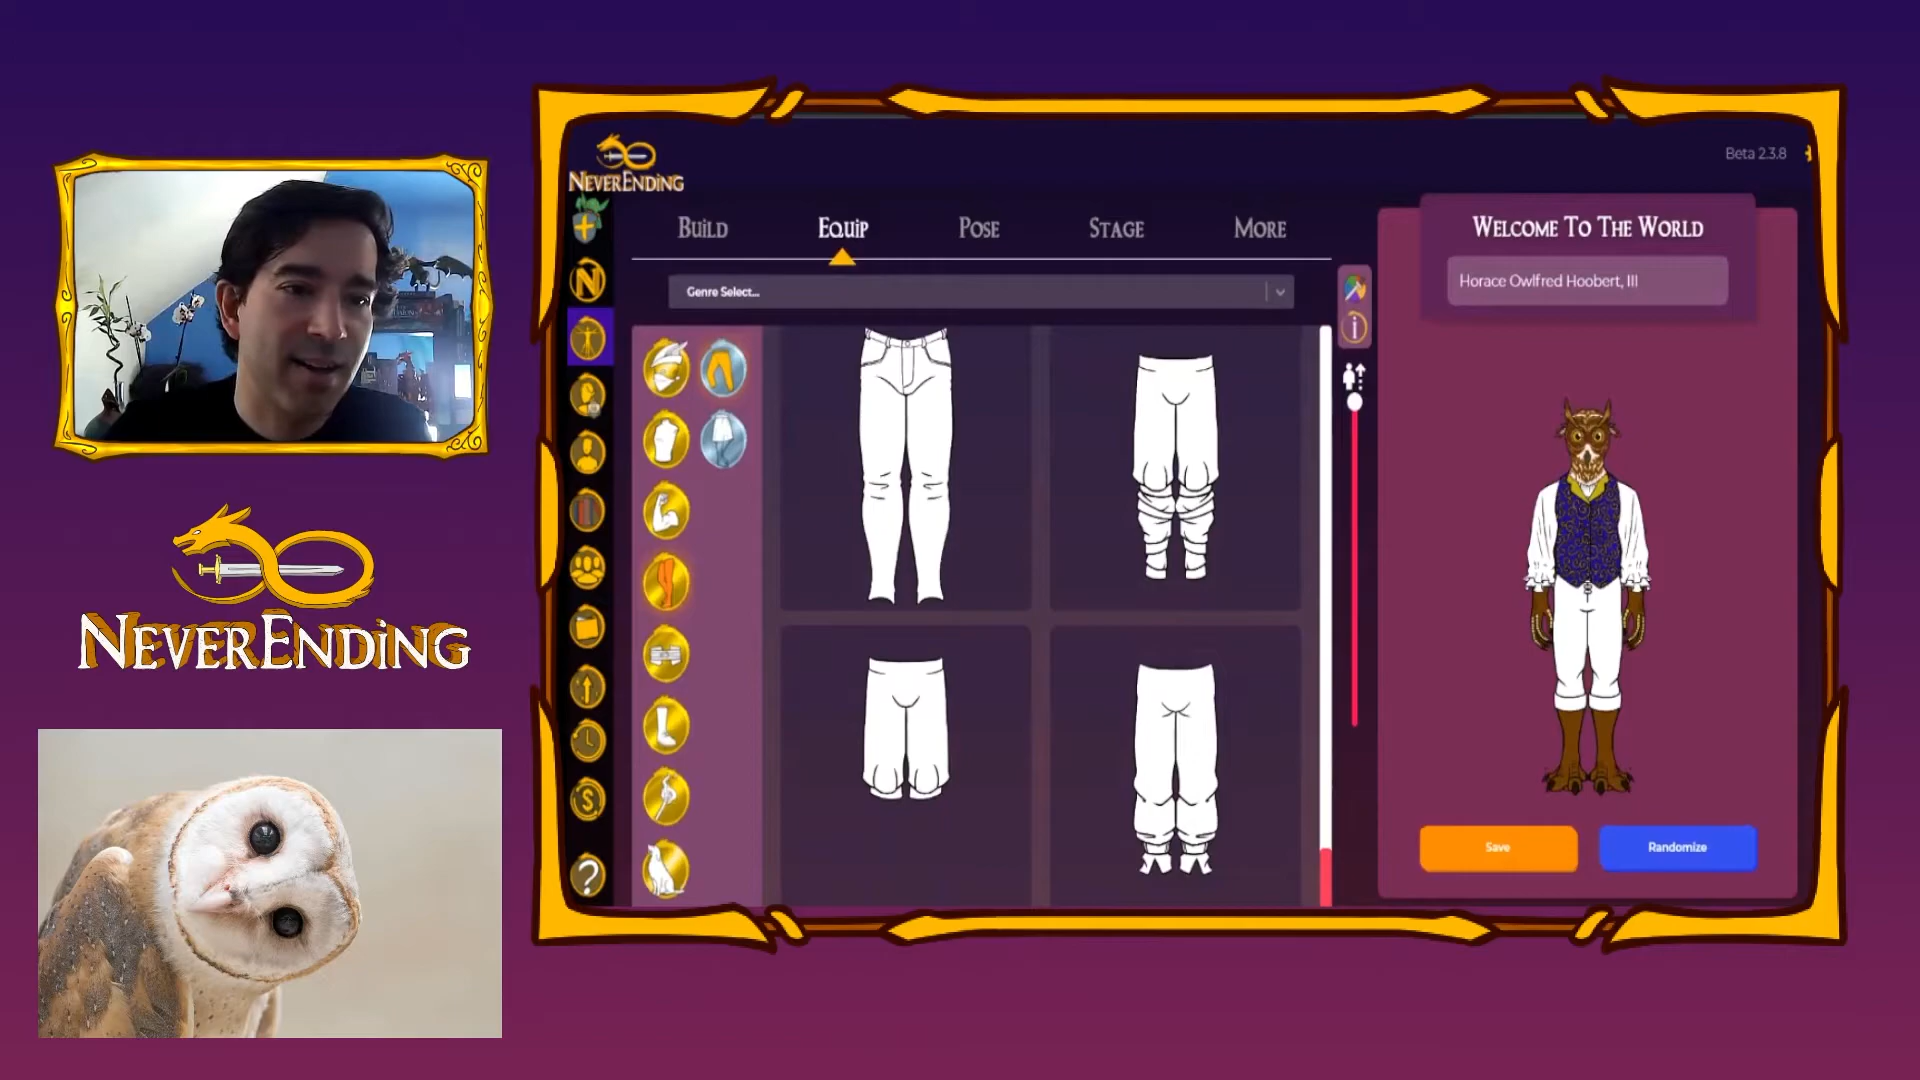 NEVERENDING
BUILD
EQUIP
POSE
STAGE
MORE
Beta 2.3.8
Genre Select...
WELCOME TO THE WORLD
Horace Owlfred Hoobert, III
Save
Randomize
NEVERENDING